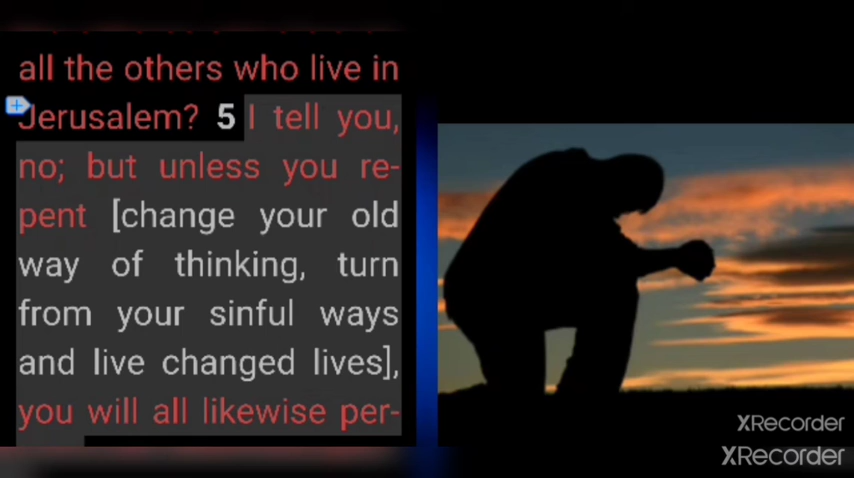 all the others who live in
Jerusalem? 5 I tell you,
no; but unless you re-
pent [change your old
way of thinking, turn
from your sinful ways
and live changed lives],
you will all likewise per-
XRecorder
XRecorder